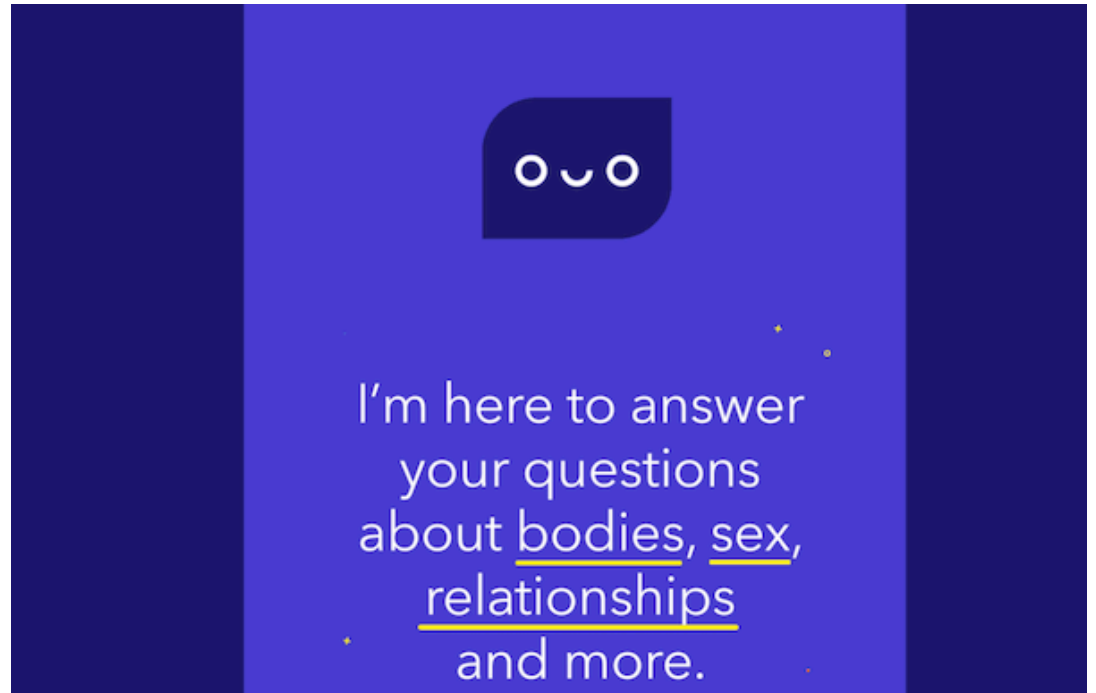 I'm here to answer
your questions
about bodies, sex,
relationships
and more.